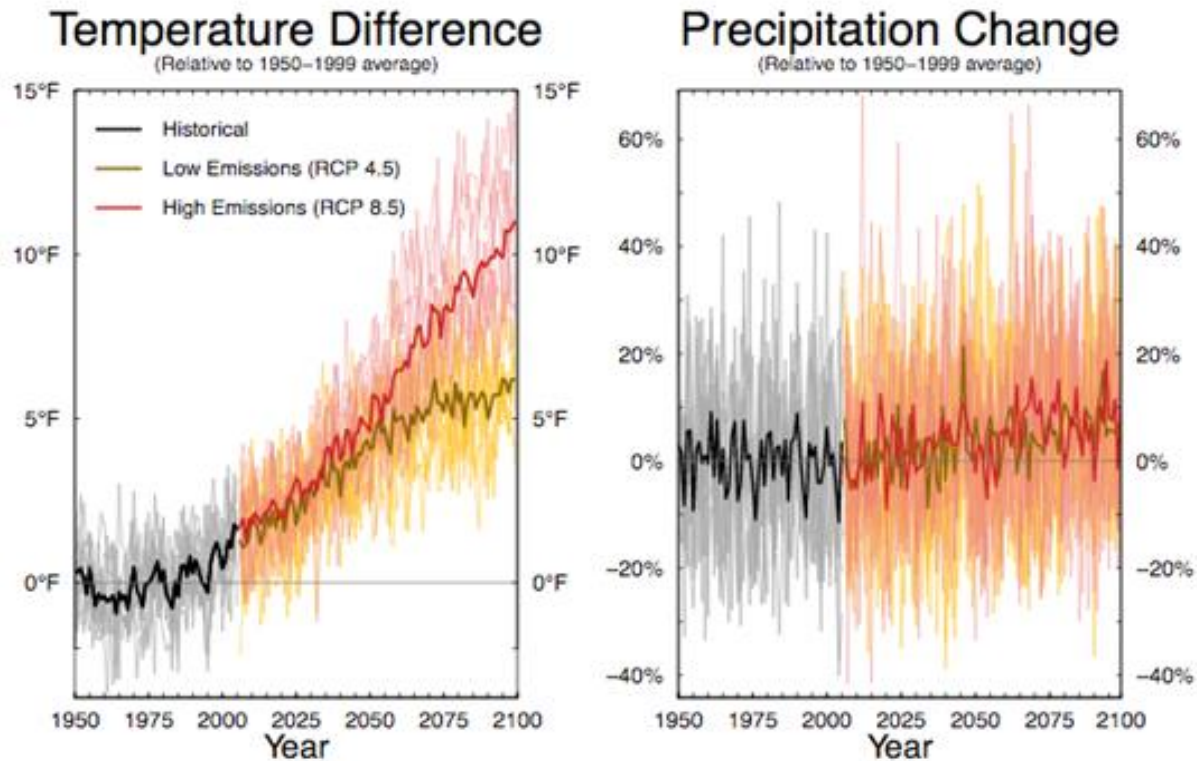 Temperature Difference
(Relative to 1950–1999 average)
15°F
15°F
Historical
Low Emissions (RCP 4.5)
High Emissions (RCP 8.5)
10°F
10°F
5°F
5°F
0°F
0°F
1950 1975 2000 2025 2050 2075 2100
Year
Precipitation Change
(Relative to 1950–1999 average)
60%
60%
40%
40%
20%
20%
0%
0%
−20%
−20%
−40%
−40%
1950 1975 2000 2025 2050 2075 2100
Year